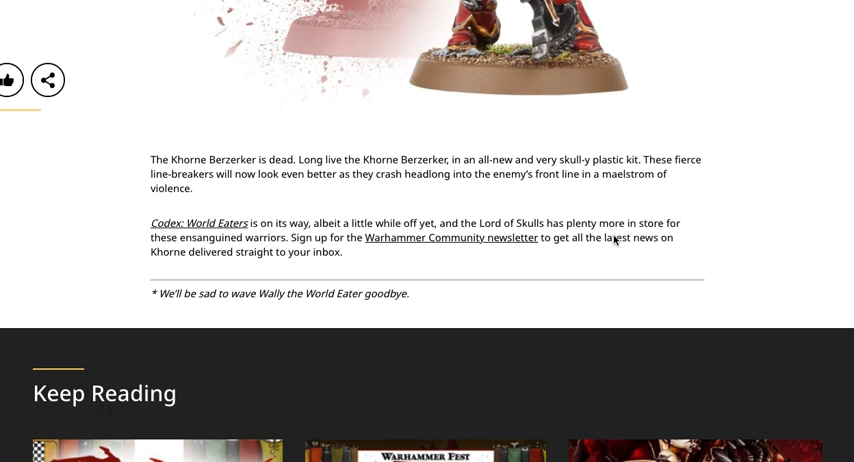 The Khorne Berzerker is dead. Long live the Khorne Berzerker, in an all-new and very skull-y plastic kit. These fierce
line-breakers will now look even better as they crash headlong into the enemy's front line in a maelstrom of
violence.
Codex: World Eaters is on its way, albeit a little while off yet, and the Lord of Skulls has plenty more in store for
these ensanguined warriors. Sign up for the Warhammer Community newsletter to get all the latest news on
Khorne delivered straight to your inbox.
* We'll be sad to wave Wally the World Eater goodbye.
Keep Reading
WARHAMMER FEST